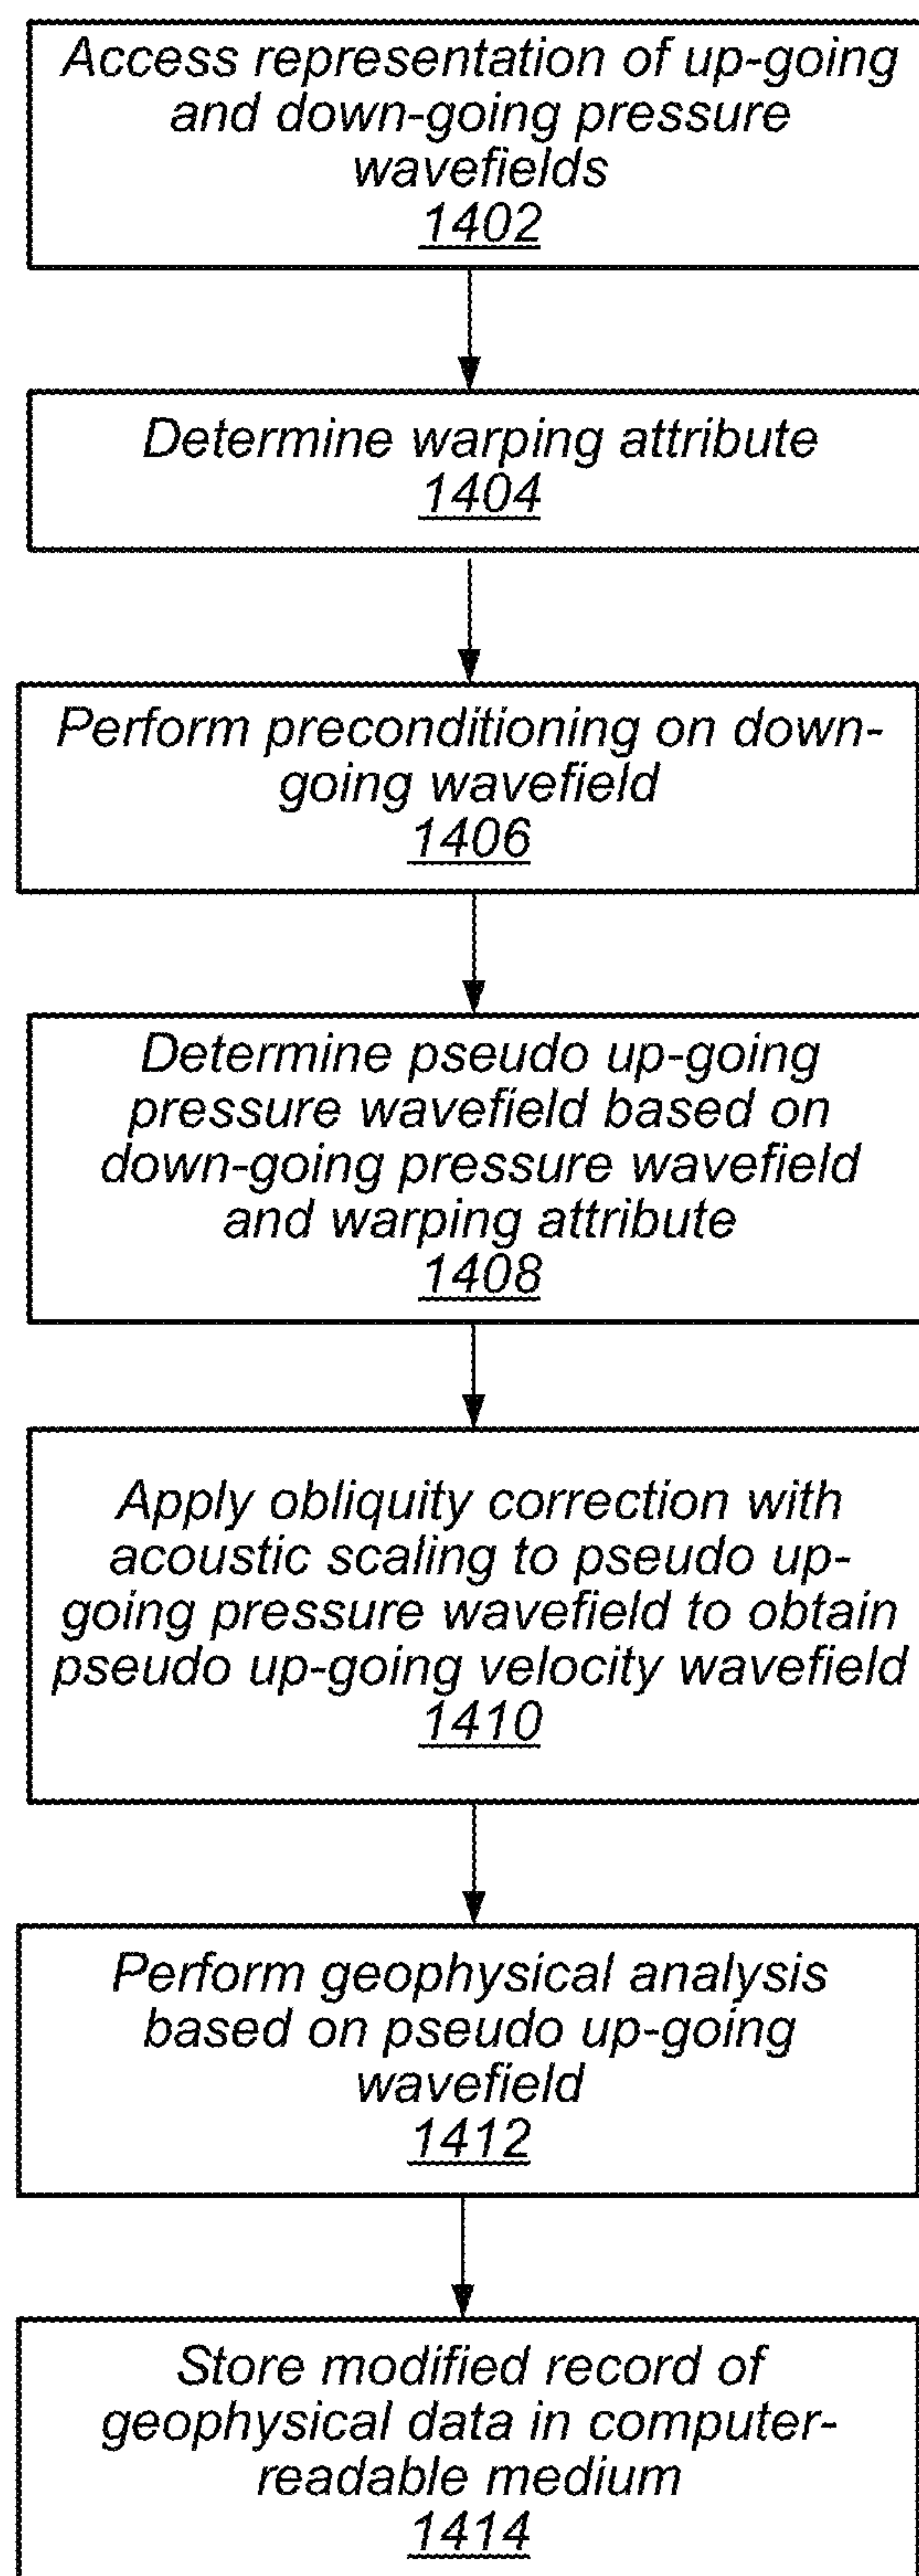 Access representation of up-going
and down-going pressure
wavefields
1402
Determine warping attribute
1404
Perform preconditioning on down-
going wavefield
1406
Determine pseudo up-going
pressure wavefield based on
down-going pressure wavefield
and warping attribute
1408
Apply obliquity correction with
acoustic scaling to pseudo up-
going pressure wavefield to obtain
pseudo up-going velocity wavefield
1410
Perform geophysical analysis
based on pseudo up-going
wavefield
1412
Store modified record of
geophysical data in computer-
readable medium
1414